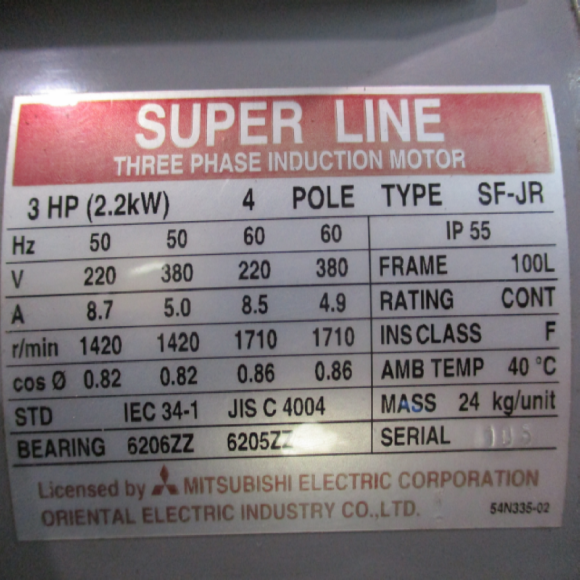 SUPER LINE
THREE PHASE INDUCTION MOTOR
3 HP (2.2kW) 4 POLE TYPE SF-JR
Hz 50 50 60 60 IP 55
V 220 380 220 380 FRAME 100L
A 8.7 5.0 8.5 4.9 RATING CONT
r/min 1420 1420 1710 1710 INS CLASS F
cos Ø 0.82 0.82 0.86 0.86 AMB TEMP 40 °C
STD IEC 34-1 JIS C 4004 MASS 24 kg/unit
BEARING 6206ZZ 6205ZZ SERIAL
Licensed by MITSUBISHI ELECTRIC CORPORATION
ORIENTAL ELECTRIC INDUSTRY CO.,LTD. 54N335-02